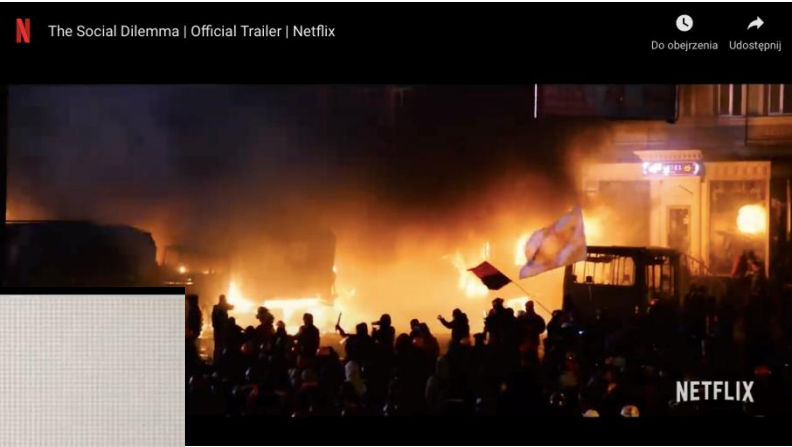 The Social Dilemma | Official Trailer | Netflix
Do obejrzenia
Udostępnij
NETFLIX